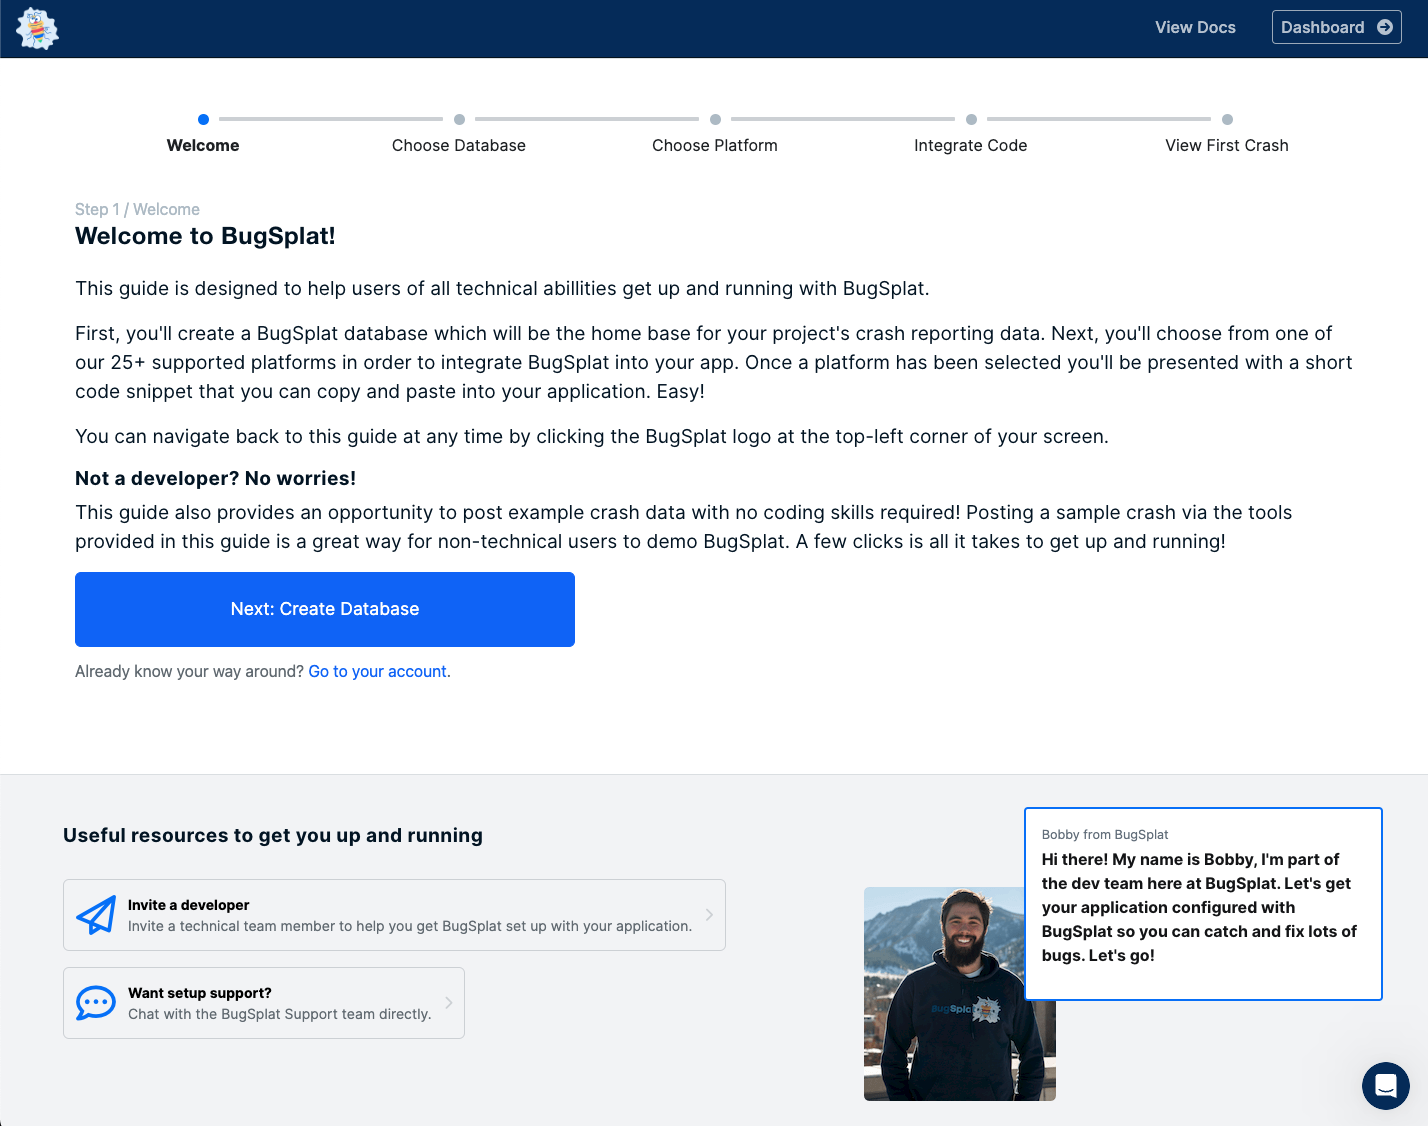 View Docs
Dashboard
Welcome
Choose Database
Choose Platform
Integrate Code
View First Crash
Step 1 / Welcome
Welcome to BugSplat!
This guide is designed to help users of all technical abillities get up and running with BugSplat.
First, you'll create a BugSplat database which will be the home base for your project's crash reporting data. Next, you'll choose from one of
our 25+ supported platforms in order to integrate BugSplat into your app. Once a platform has been selected you'll be presented with a short
code snippet that you can copy and paste into your application. Easy!
You can navigate back to this guide at any time by clicking the BugSplat logo at the top-left corner of your screen.
Not a developer? No worries!
This guide also provides an opportunity to post example crash data with no coding skills required! Posting a sample crash via the tools
provided in this guide is a great way for non-technical users to demo BugSplat. A few clicks is all it takes to get up and running!
Next: Create Database
Already know your way around? Go to your account.
Useful resources to get you up and running
Invite a developer
Invite a technical team member to help you get BugSplat set up with your application.
Want setup support?
Chat with the BugSplat Support team directly.
Bobby from BugSplat
Hi there! My name is Bobby, I'm part of
the dev team here at BugSplat. Let's get
your application configured with
BugSplat so you can catch and fix lots of
bugs. Let's go!